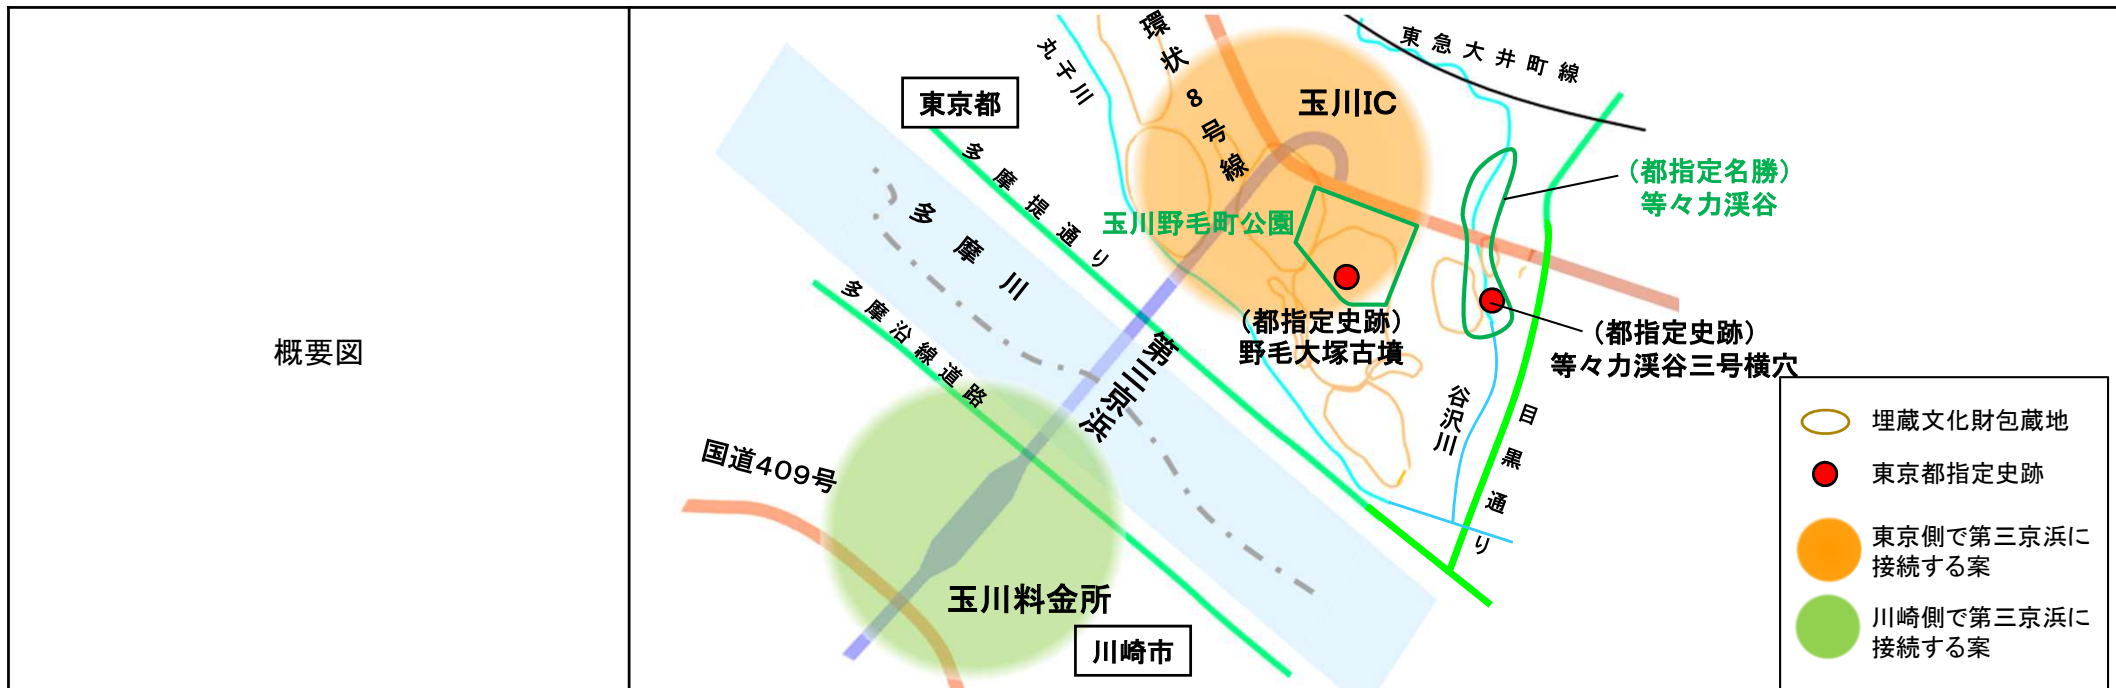 概要図
環状8号線
丸子川
東急大井町線
東京都
玉川IC
(都指定名勝)
等々力渓谷
多摩堤通り
玉川野毛町公園
多摩川
(都指定史跡)
野毛大塚古墳
(都指定史跡)
等々力渓谷三号横穴
多摩沿線道路
第三京浜
谷沢川
目黒通り
国道409号
玉川料金所
川崎市
埋蔵文化財包蔵地
東京都指定史跡
東京側で第三京浜に
接続する案
川崎側で第三京浜に
接続する案